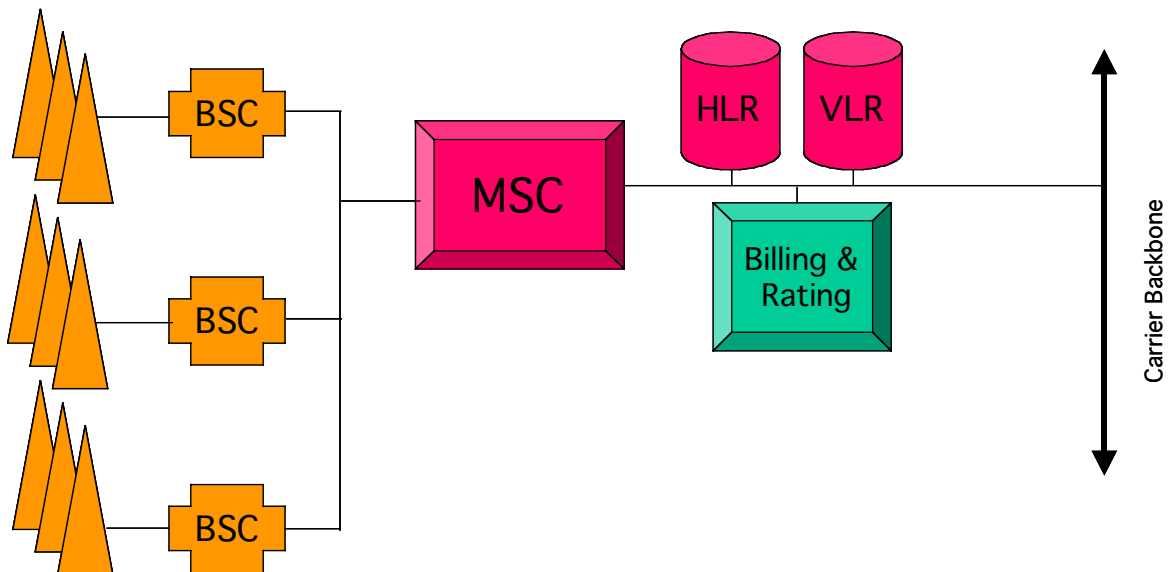 BSC
BSC
BSC
MSC
HLR
VLR
Billing &
Rating
Carrier Backbone